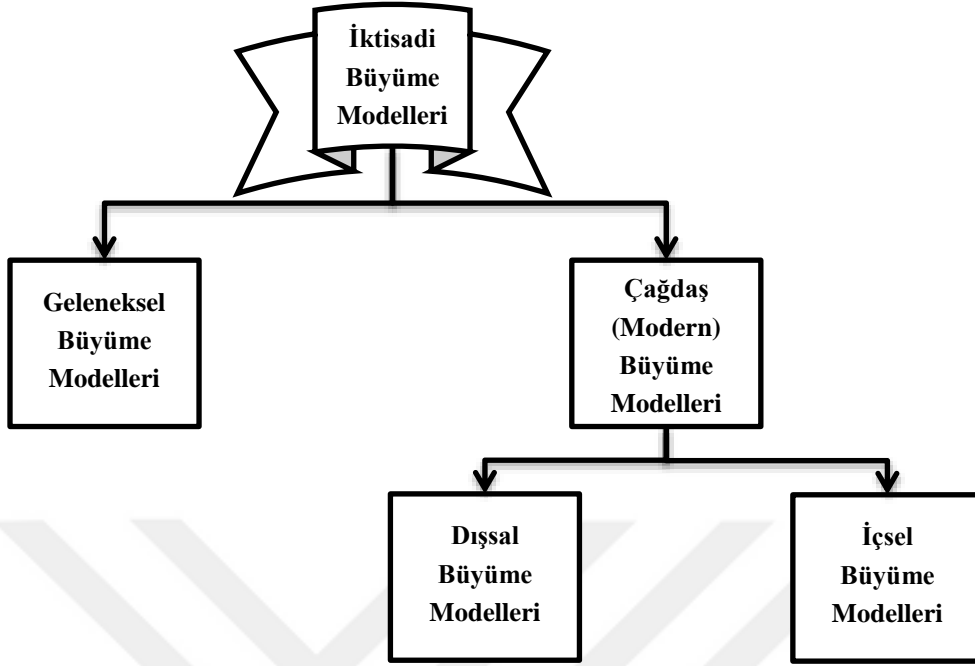 İktisadi
Büyüme
Modelleri
Geleneksel
Büyüme
Modelleri
Çağdaş
(Modern)
Büyüme
Modelleri
Dışsal
Büyüme
Modelleri
İçsel
Büyüme
Modelleri